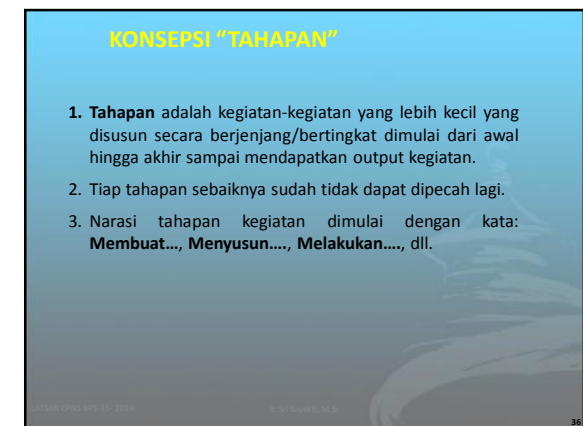 KONSEPSI “TAHAPAN”
1. Tahapan adalah kegiatan-kegiatan yang lebih kecil yang
disusun secara berjenjang/bertingkat dimulai dari awal
hingga akhir sampai mendapatkan output kegiatan.
2. Tiap tahapan sebaiknya sudah tidak dapat dipecah lagi.
3. Narasi tahapan kegiatan dimulai dengan kata:
Membuat…, Menyusun…., Melakukan…., dll.
36